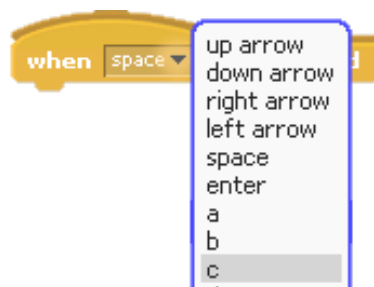 when space
up arrow
down arrow
right arrow
left arrow
space
enter
a
b
c